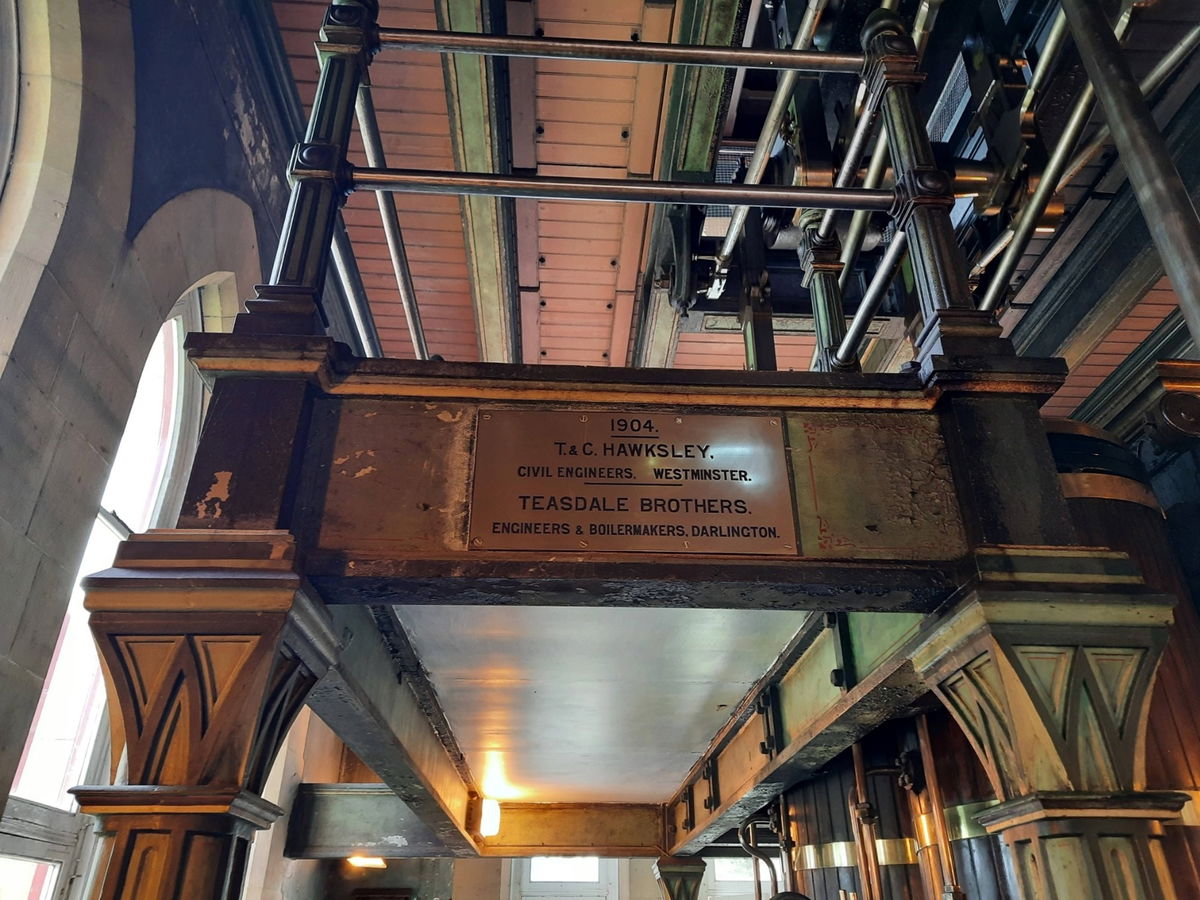 1904.
T. & C. HAWKSLEY,
CIVIL ENGINEERS. WESTMINSTER.
TEASDALE BROTHERS.
ENGINEERS & BOILERMAKERS, DARLINGTON.